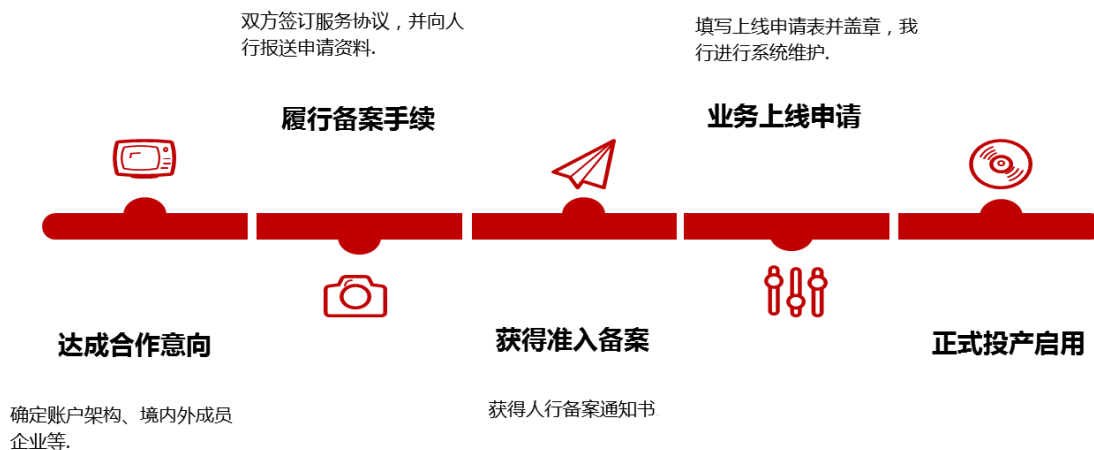 双方签订服务协议，并向人
行报送申请资料.
填写上线申请表并盖章，我
行进行系统维护.
履行备案手续
业务上线申请
达成合作意向
获得准入备案
正式投产启用
确定账户架构、境内外成员
企业等.
获得人行备案通知书